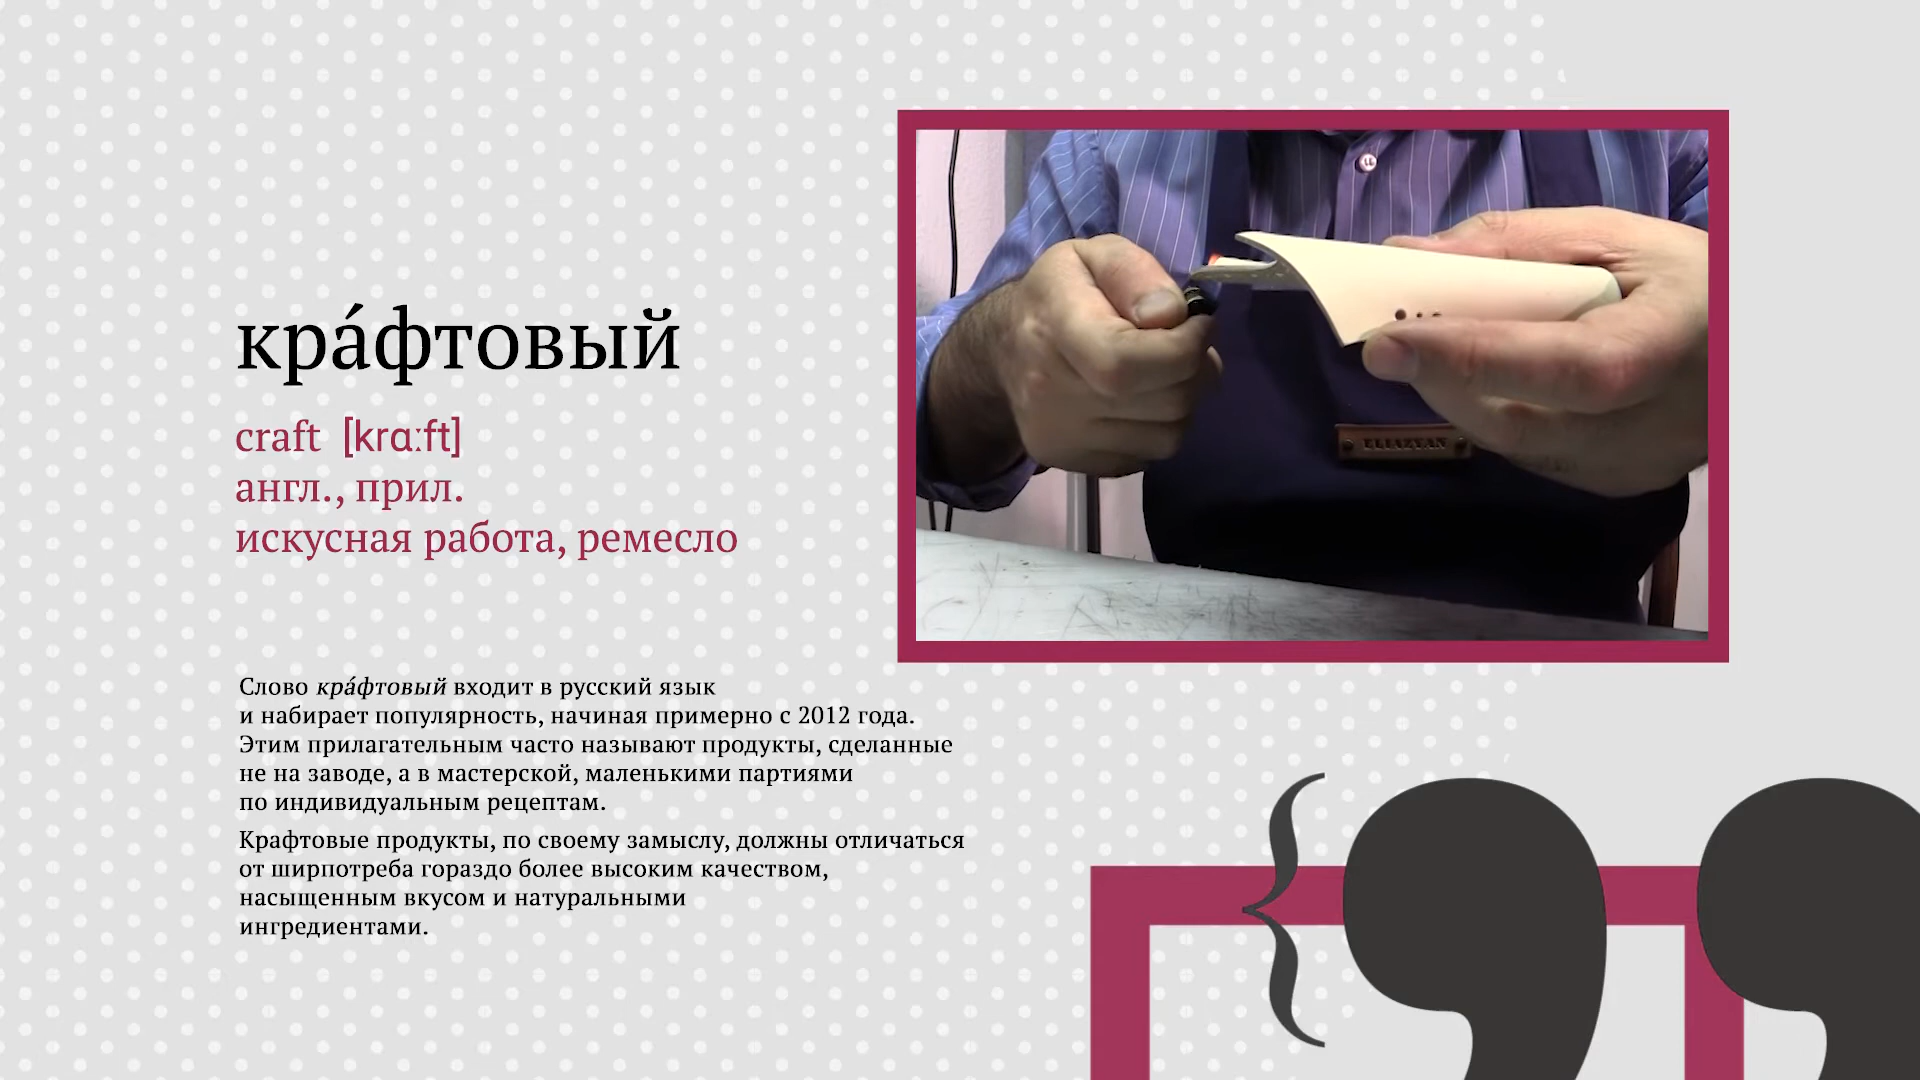 кра́фтовый
craft [krɑːft]
англ., прил.
искусная работа, ремесло
Слово кра́фтовый входит в русский язык
и набирает популярность, начиная примерно с 2012 года.
Этим прилагательным часто называют продукты, сделанные
не на заводе, а в мастерской, маленькими партиями
по индивидуальным рецептам.
Крафтовые продукты, по своему замыслу, должны отличаться
от ширпотреба гораздо более высоким качеством,
насыщенным вкусом и натуральными
ингредиентами.
ELIAZYAN